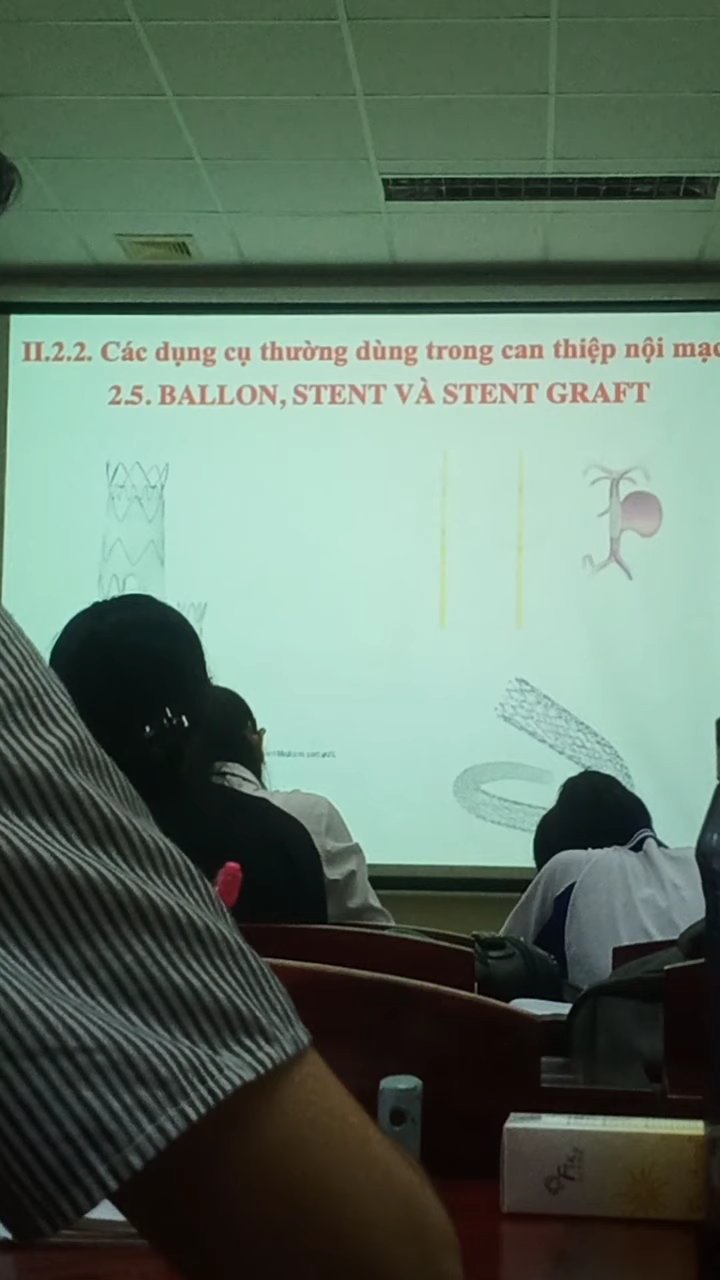 II.2.2. Các dụng cụ thường dùng trong can thiệp nội mạc
2.5. BALLON, STENT VÀ STENT GRAFT